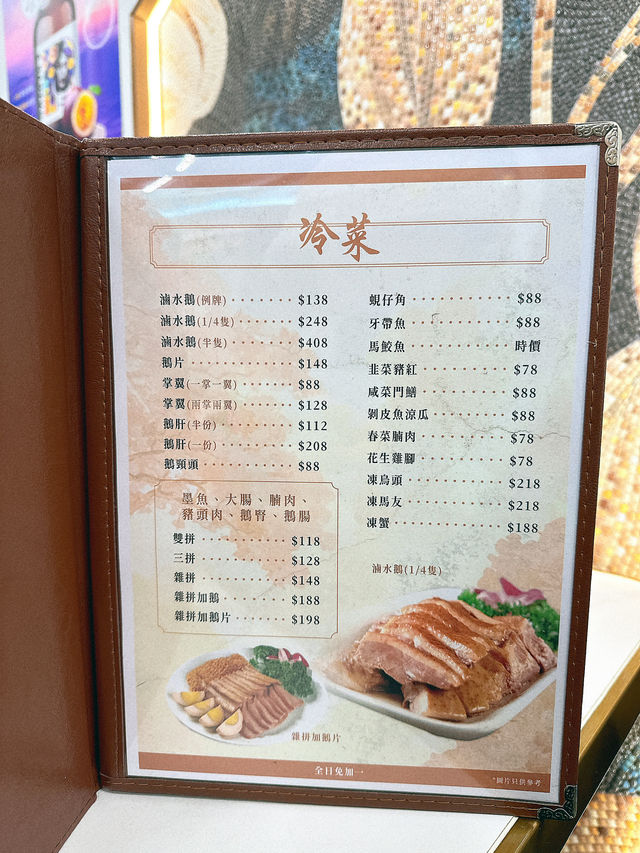 冷菜
滷水鵝(例牌) ‧‧‧‧‧‧‧ $138
滷水鵝(1/4隻) ‧‧‧‧‧‧ $248
滷水鵝(半隻) ‧‧‧‧‧‧‧ $408
鵝片 ‧‧‧‧‧‧‧‧‧‧‧‧ $148
掌翼(一掌一翼) ‧‧‧‧‧‧ $88
掌翼(兩掌兩翼) ‧‧‧‧‧‧ $128
鵝肝(半份) ‧‧‧‧‧‧‧‧ $112
鵝肝(一份) ‧‧‧‧‧‧‧‧ $208
鵝頸頭 ‧‧‧‧‧‧‧‧‧‧ $88
墨魚、大腸、腩肉、
豬頭肉、鵝腎、鵝腸
雙拼 ‧‧‧‧‧‧‧‧‧‧ $118
三拼 ‧‧‧‧‧‧‧‧‧‧ $128
雜拼 ‧‧‧‧‧‧‧‧‧‧ $148
雜拼加鵝 ‧‧‧‧‧‧‧ $188
雜拼加鵝片 ‧‧‧‧‧‧ $198
蜆仔角 ‧‧‧‧‧‧‧‧‧‧ $88
牙帶魚 ‧‧‧‧‧‧‧‧‧‧ $88
馬鮫魚 ‧‧‧‧‧‧‧‧‧‧ 時價
韭菜豬紅 ‧‧‧‧‧‧‧‧ $78
咸菜門鱔 ‧‧‧‧‧‧‧‧ $88
剝皮魚涼瓜 ‧‧‧‧‧‧‧ $88
春菜腩肉 ‧‧‧‧‧‧‧‧ $78
花生雞腳 ‧‧‧‧‧‧‧‧ $78
凍烏頭 ‧‧‧‧‧‧‧‧‧‧ $218
凍馬友 ‧‧‧‧‧‧‧‧‧‧ $218
凍蟹 ‧‧‧‧‧‧‧‧‧‧‧ $188
滷水鵝(1/4隻)
雜拼加鵝片
全日免加一
*圖片只供參考